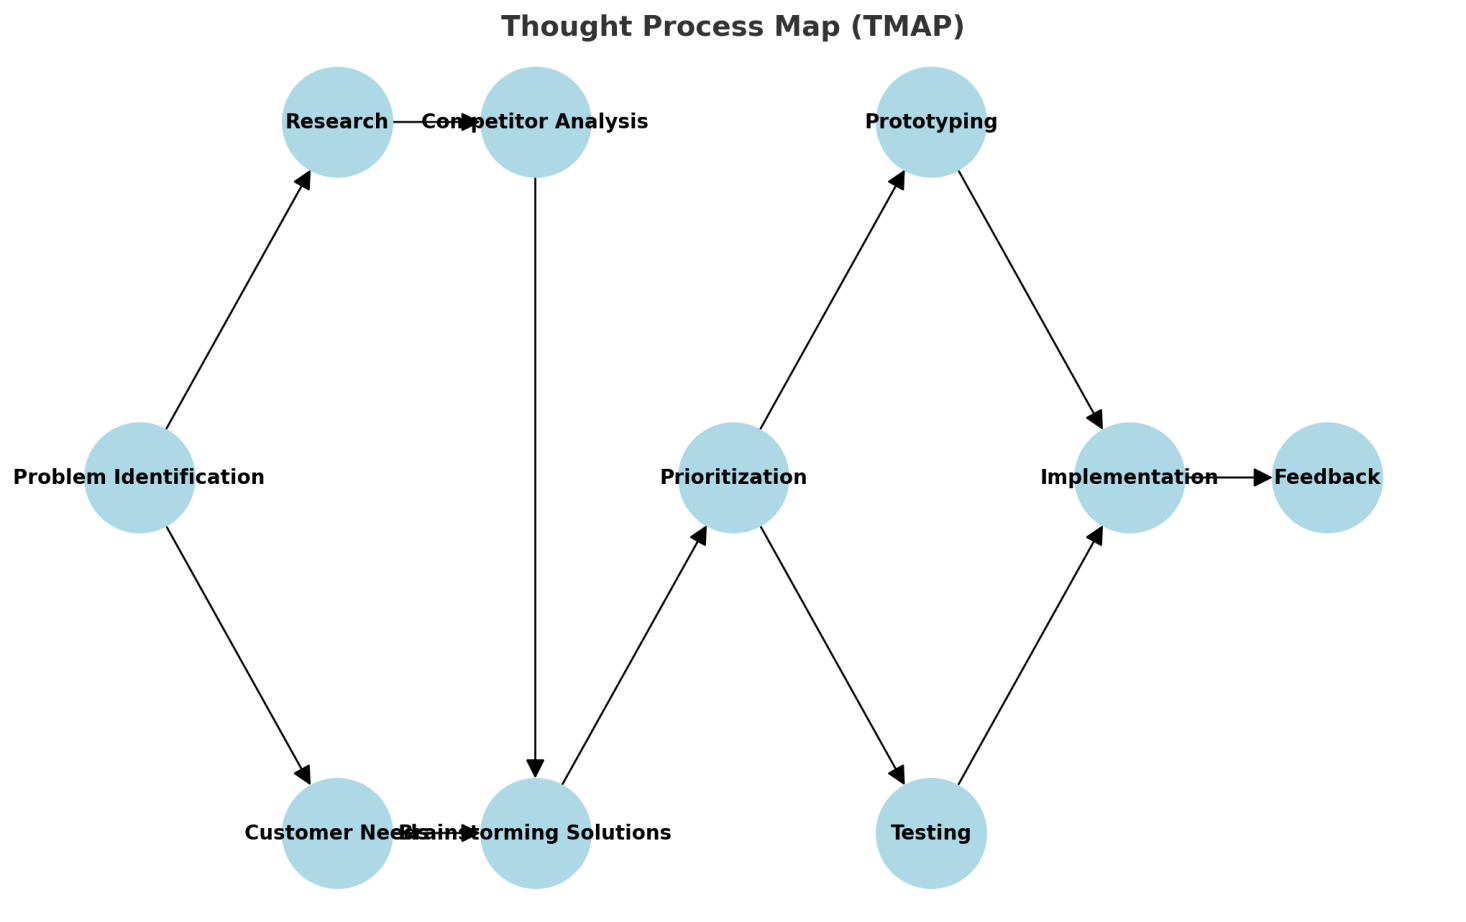 Thought Process Map (TMAP)
Research
Competitor Analysis
Prototyping
Problem Identification
Prioritization
Implementation
Feedback
Customer Needs
Brainstorming Solutions
Testing